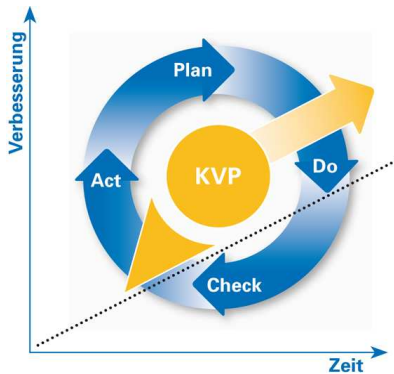 Verbesserung
Plan
Act
KVP
Do
Check
Zeit